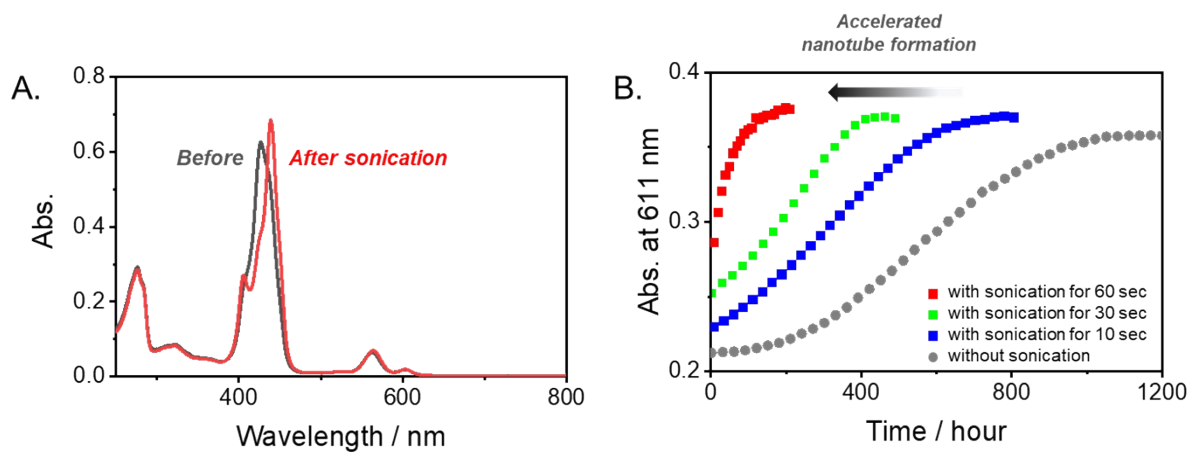 A.
0.8
0.6
0.4
0.2
0.0
Abs.
Before
After sonication
400
600
800
Wavelength / nm
Accelerated
nanotube formation
B.
0.4
0.3
0.2
Abs. at 611 nm
with sonication for 60 sec
with sonication for 30 sec
with sonication for 10 sec
without sonication
0
400
800
1200
Time / hour